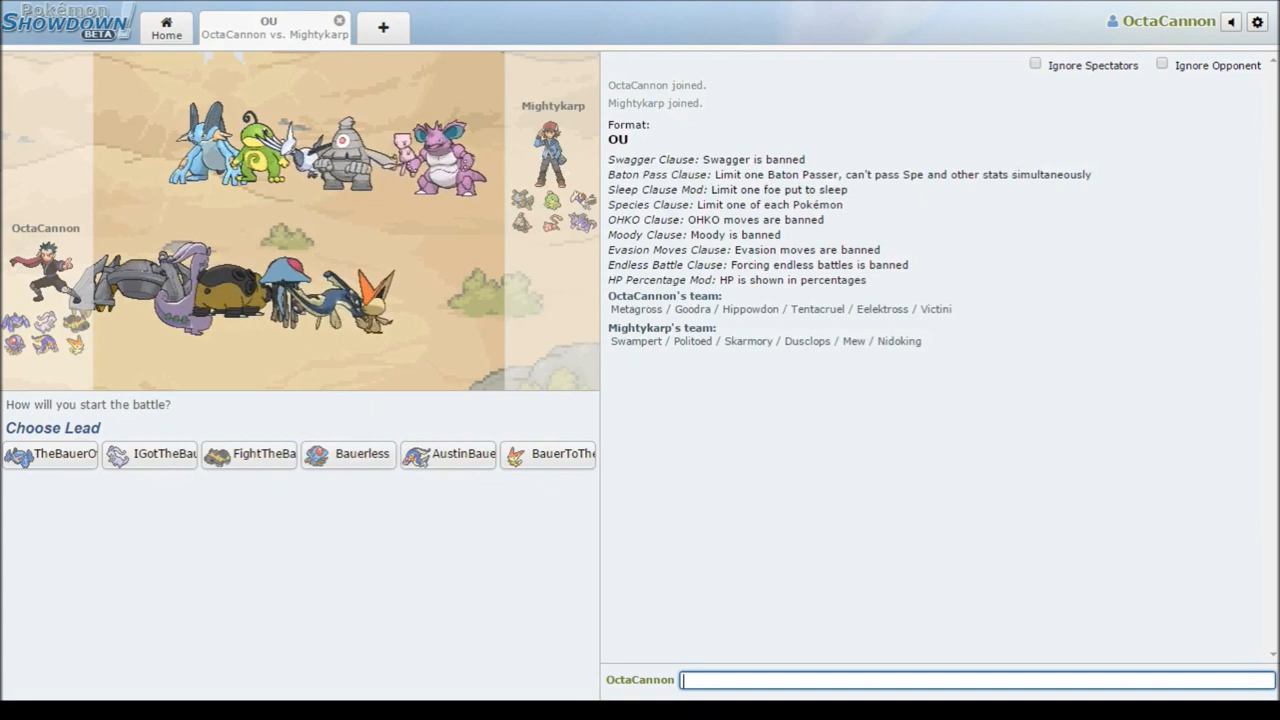 Pokémon
SHOWDOWN
BETA
Home
OU
OctaCannon vs. Mightykarp
+
OctaCannon
Ignore Spectators
Ignore Opponent
Mightykarp
OctaCannon
OctaCannon joined.
Mightykarp joined.
Format:
OU
Swagger Clause: Swagger is banned
Baton Pass Clause: Limit one Baton Passer, can't pass Spe and other stats simultaneously
Sleep Clause Mod: Limit one foe put to sleep
Species Clause: Limit one of each Pokémon
OHKO Clause: OHKO moves are banned
Moody Clause: Moody is banned
Evasion Moves Clause: Evasion moves are banned
Endless Battle Clause: Forcing endless battles is banned
HP Percentage Mod: HP is shown in percentages
OctaCannon's team:
Metagross / Goodra / Hippowdon / Tentacruel / Eelektross / Victini
Mightykarp's team:
Swampert / Politoed / Skarmory / Dusclops / Mew / Nidoking
How will you start the battle?
Choose Lead
TheBauerO
IGotTheBau
FightTheBa
Bauerless
AustinBaue
BauerToThe
OctaCannon